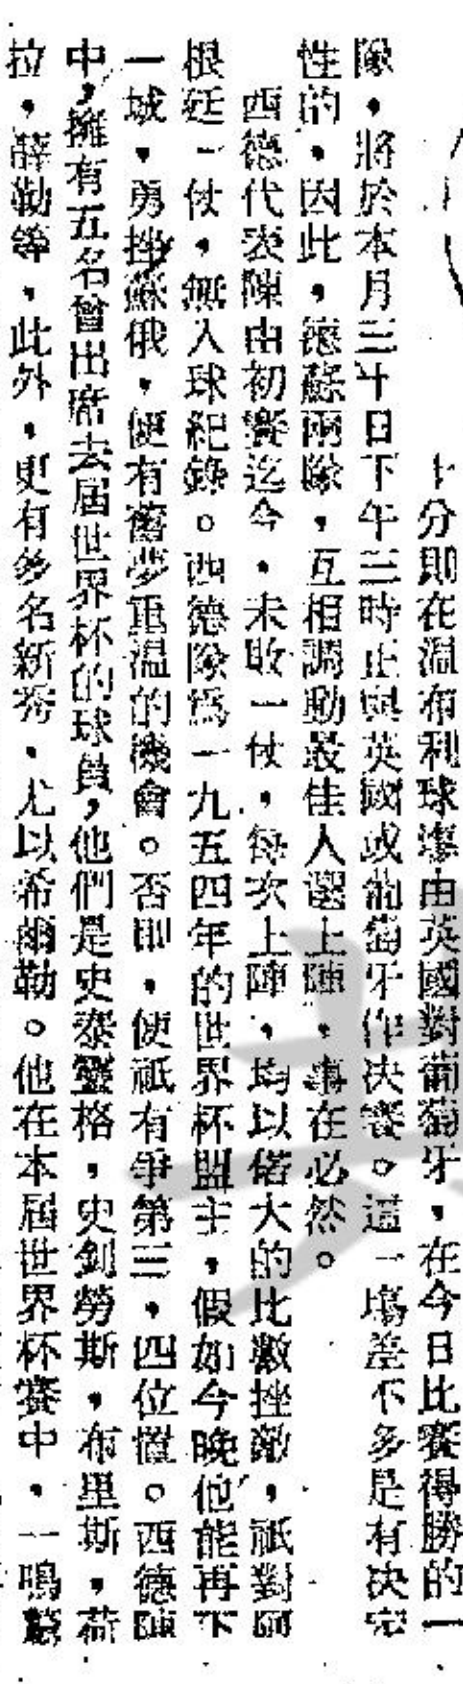 十分則在溫布利球塲由英國對葡萄牙，在今日比賽得勝的一
隊，將於本月三十日下午三時正與英國或葡萄牙作決賽。這一塲差不多是有決定
性的，因此，德蘇兩隊，互相調動最佳人選上陣，事在必然。
西德代表陳由初賽迄今，未敗一仗，每次上陣，均以偌大的比數挫敵，祇對阿
根廷一仗，無入球紀錄。西德隊爲一九五四年的世界杯盟主，假如今晚他能再下
一城，勇挫蘇俄，便有舊夢重溫的機會。否即，便祇有爭第三，四位置。西德陣
中，擁有五名曾出席去屆世界杯的球員，他們是史泰靈格，史劍勞斯，布里斯，荷
拉，薛勒等，此外，更有多名新秀，尤以希爾勒。他在本屆世界杯賽中，一鳴驚